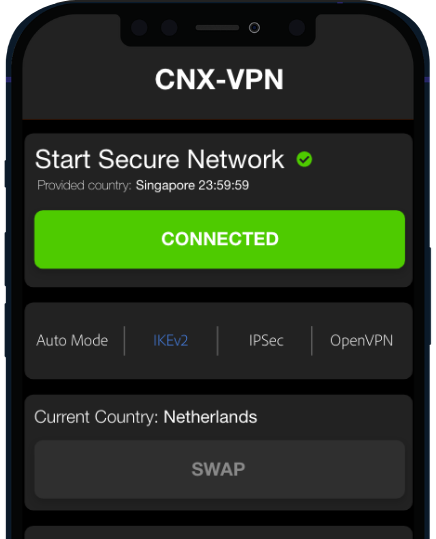 CNX-VPN
Start Secure Network
Provided country: Singapore 23:59:59
CONNECTED
Auto Mode IKEv2 IPSec OpenVPN
Current Country: Netherlands
SWAP